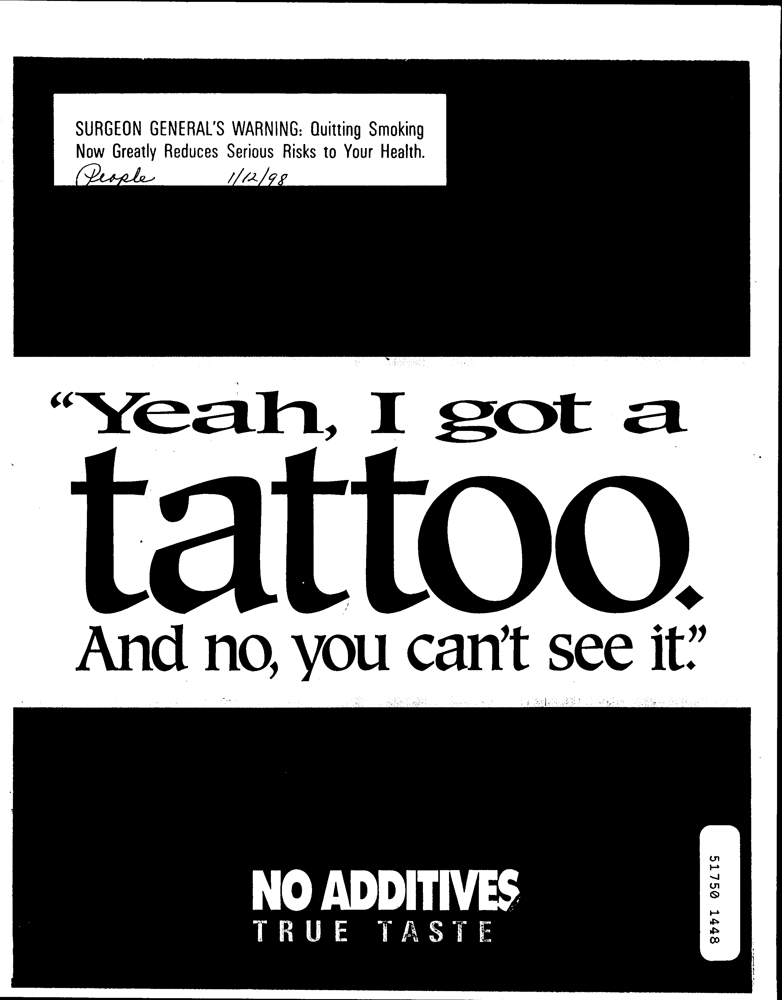 SURGEON GENERAL'S WARNING: Quitting Smoking
Now Greatly Reduces Serious Risks to Your Health.
People 1/12/98
“Yeah, I got a
tattoo.
And no, you can't see it.”
NO ADDITIVES
TRUE TASTE
51750 1448